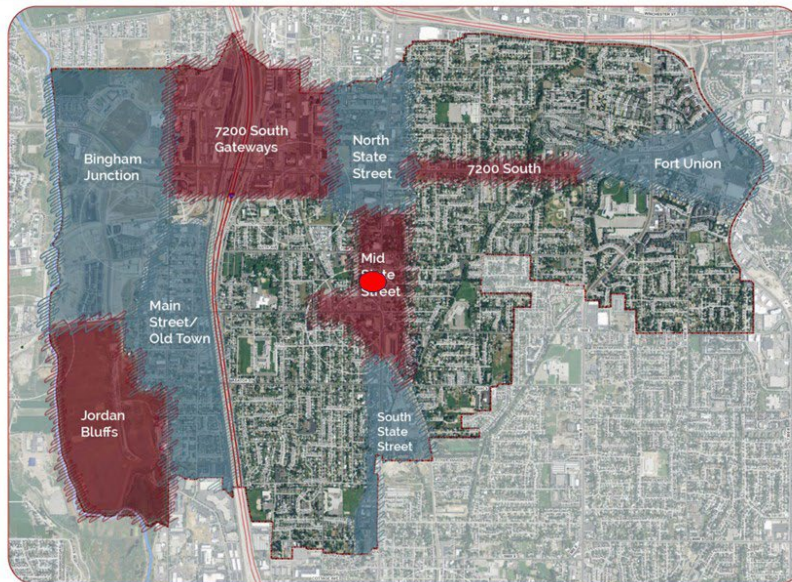 7200 South
Gateways
North
State
Street
Bingham
Junction
7200 South
Fort Union
Mid
State
Street
Main
Street/
Old Town
Jordan
Bluffs
South
State
Street